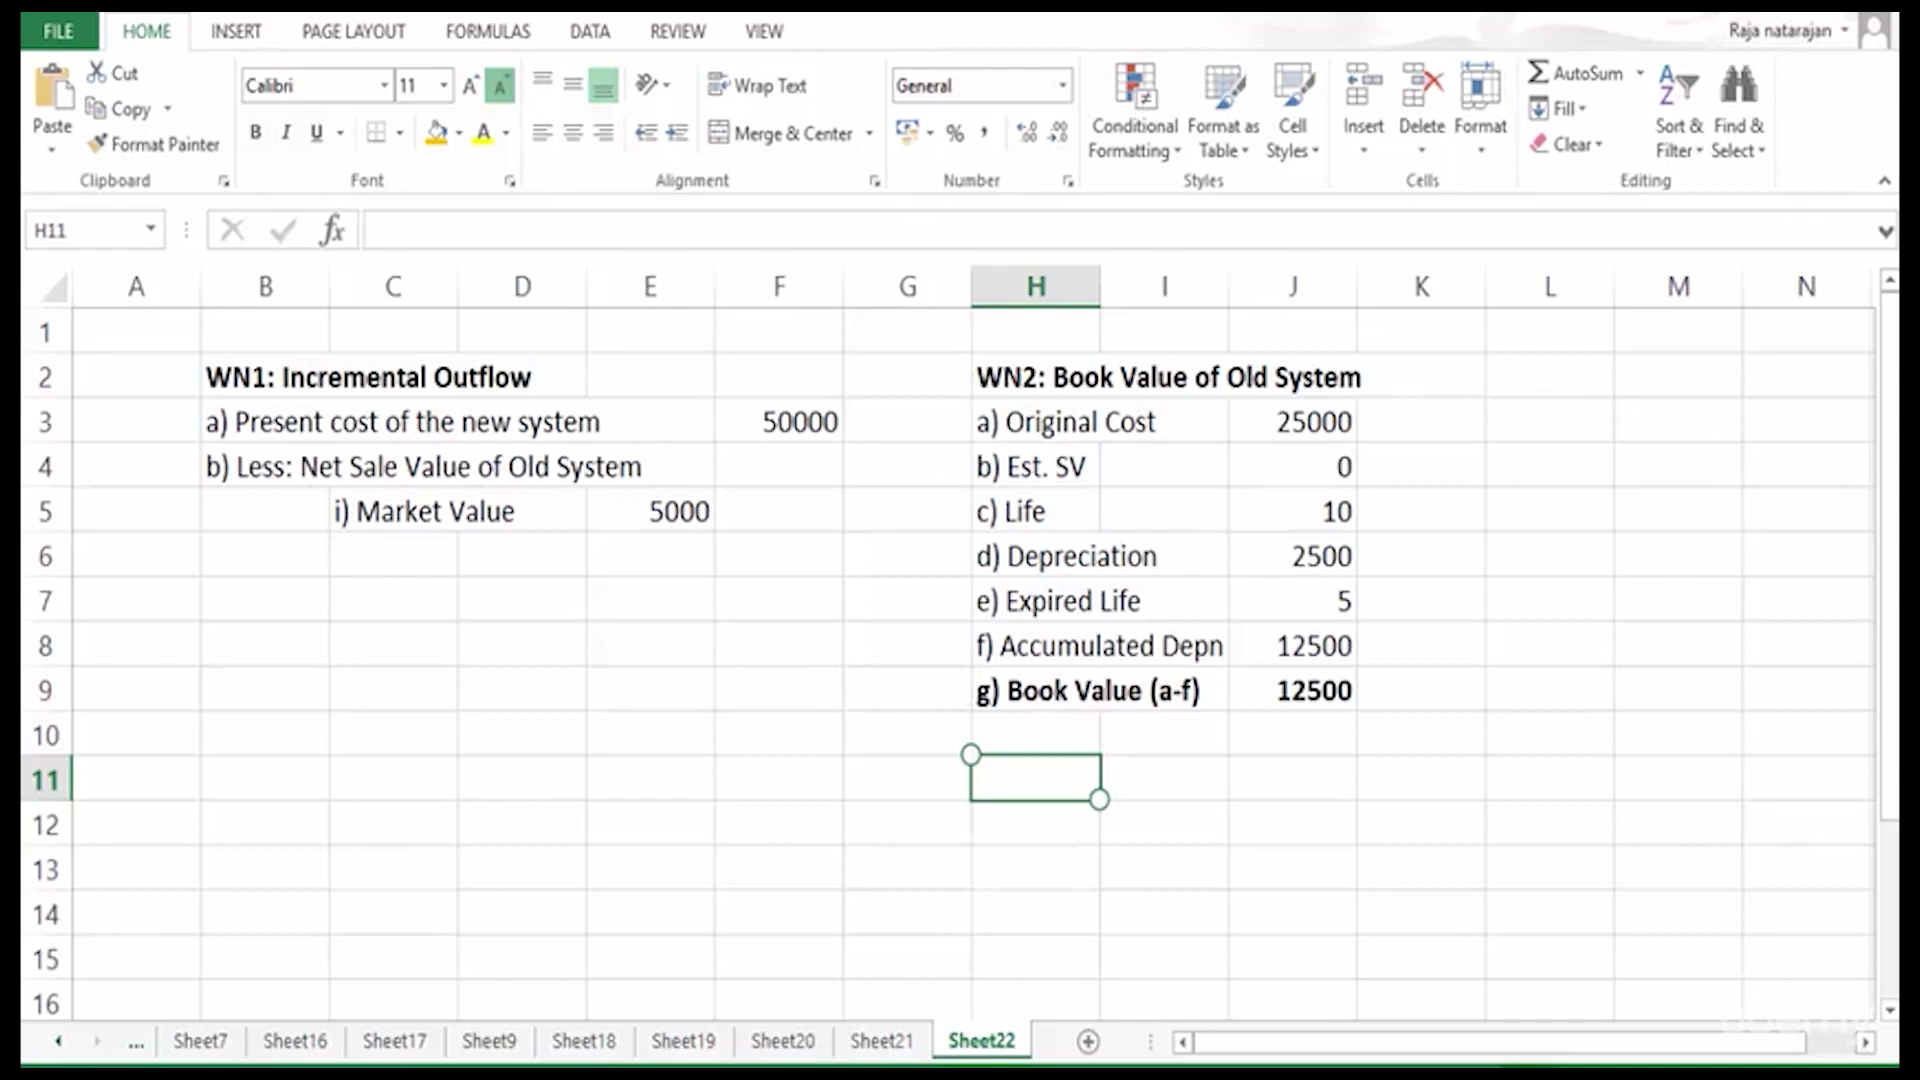 FILE HOME INSERT PAGE LAYOUT FORMULAS DATA REVIEW VIEW Raja natarajan
Paste
Cut
Copy
Format Painter
Clipboard
Calibri 11
B I U A
Font
Wrap Text
Merge & Center
Alignment
General
%
Number
Conditional Formatting
Format as Table
Cell Styles
Styles
Insert
Delete
Format
Cells
AutoSum
Fill
Clear
Sort & Filter
Find & Select
Editing
H11 fx
A B C D E F G H I J K L M N
1
2 WN1: Incremental Outflow WN2: Book Value of Old System
3 a) Present cost of the new system 50000 a) Original Cost 25000
4 b) Less: Net Sale Value of Old System b) Est. SV 0
5 i) Market Value 5000 c) Life 10
6 d) Depreciation 2500
7 e) Expired Life 5
8 f) Accumulated Depn 12500
9 g) Book Value (a-f) 12500
10
11
12
13
14
15
16
... Sheet7 Sheet16 Sheet17 Sheet9 Sheet18 Sheet19 Sheet20 Sheet21 Sheet22